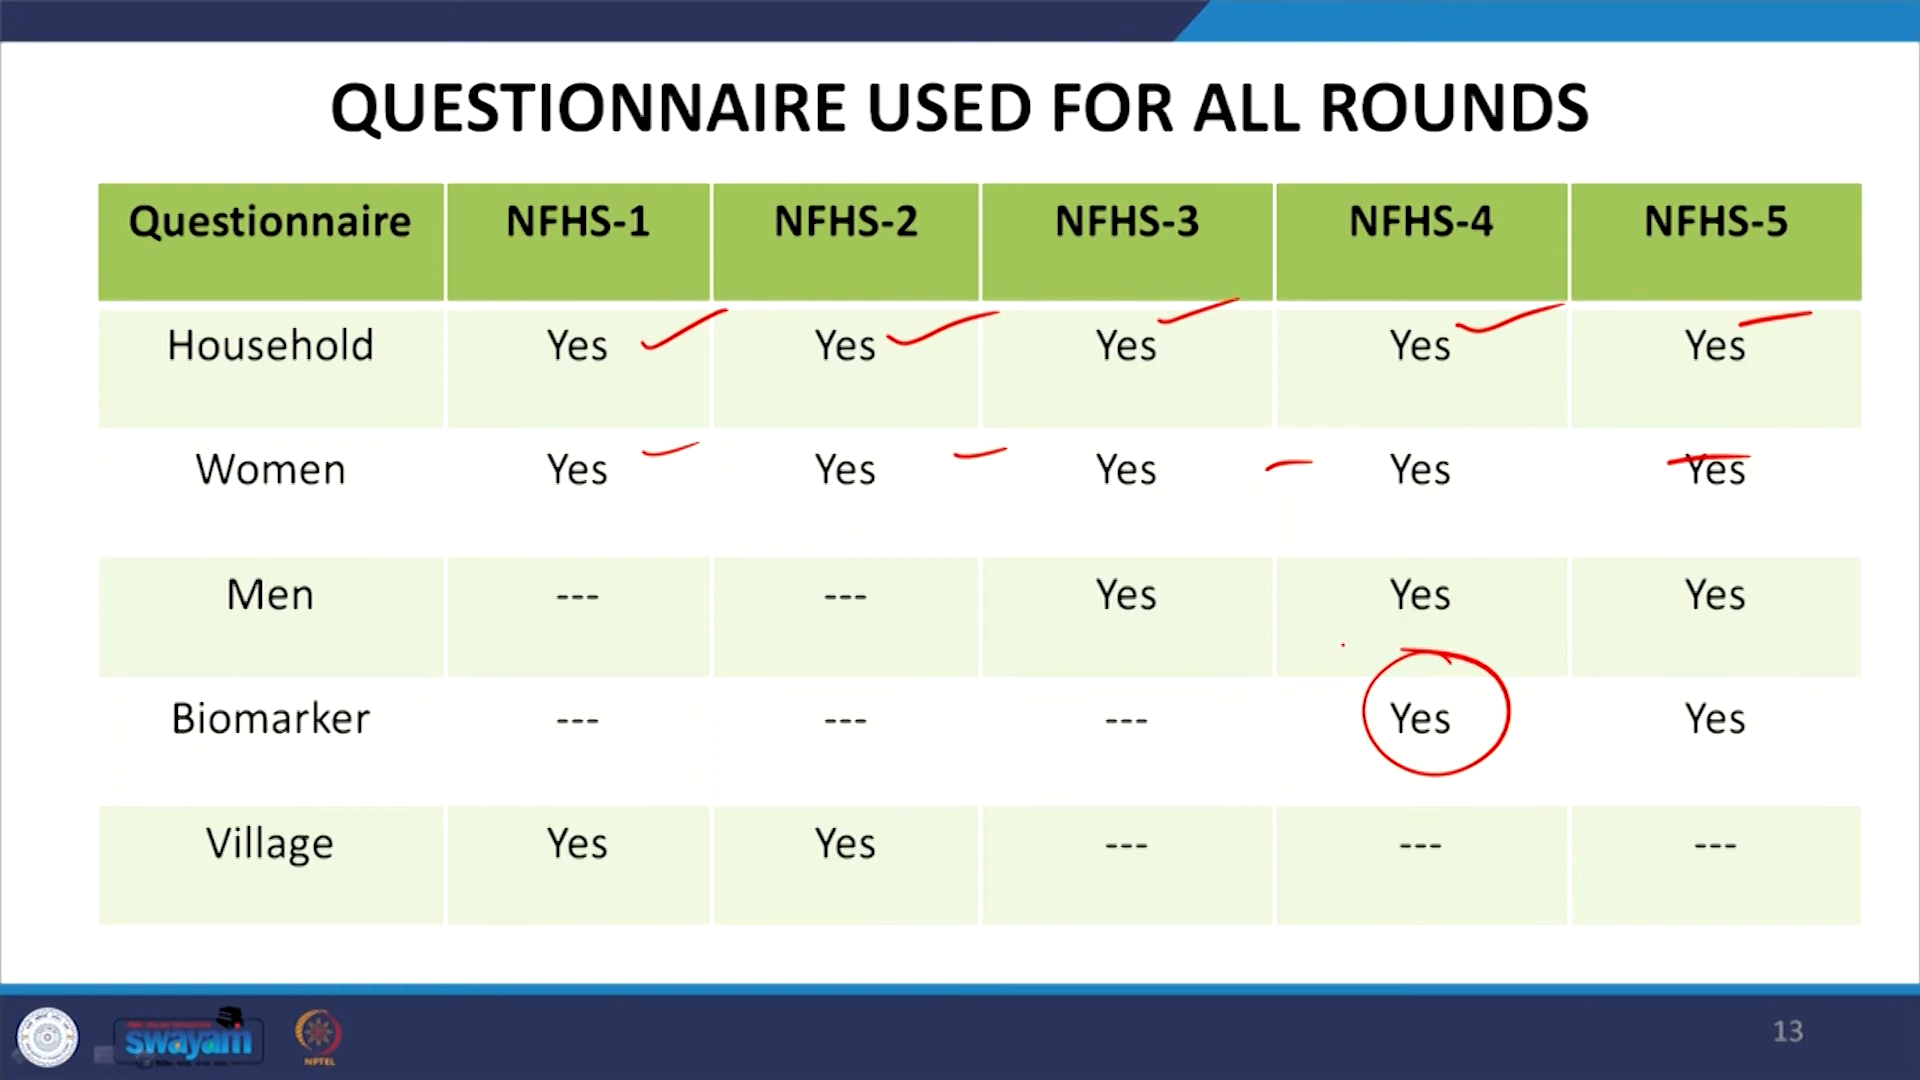 QUESTIONNAIRE USED FOR ALL ROUNDS
Questionnaire NFHS-1 NFHS-2 NFHS-3 NFHS-4 NFHS-5
Household Yes Yes Yes Yes Yes
Women Yes Yes Yes Yes Yes
Men --- --- Yes Yes Yes
Biomarker --- --- --- Yes Yes
Village Yes Yes --- --- ---
swayam
NPTEL
13